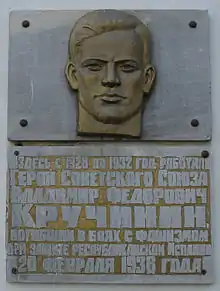 ЗДЕСЬ С 1928 ПО 1932 ГОД РАБОТАЛ
ГЕРОЙ СОВЕТСКОГО СОЮЗА
ВЛАДИМИР ФЕДОРОВИЧ
КРУЧИНИН
ПОГИБШИЙ В БОЯХ С ФАШИЗМОМ
ПРИ ЗАЩИТЕ РЕСПУБЛИКАНСКОЙ ИСПАНИИ
20 ФЕВРАЛЯ 1938 ГОДА